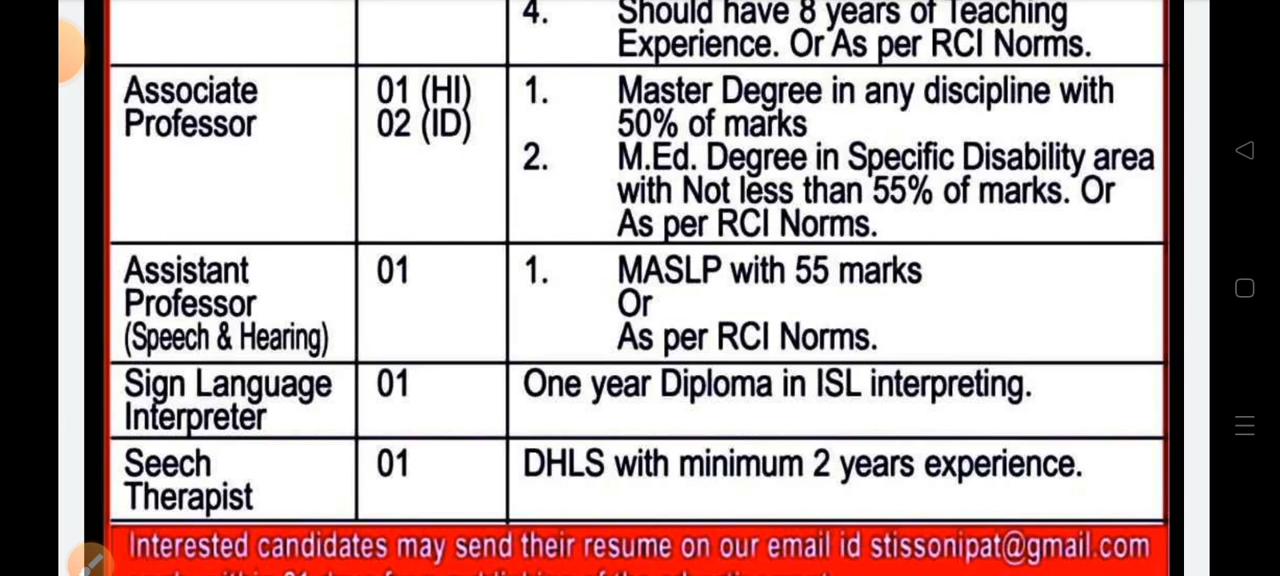 4. Should have 8 years of Teaching
Experience. Or As per RCI Norms.
Associate
Professor
01 (HI)
02 (ID)
1. Master Degree in any discipline with
50% of marks
2. M.Ed. Degree in Specific Disability area
with Not less than 55% of marks. Or
As per RCI Norms.
Assistant
Professor
(Speech & Hearing)
01
1. MASLP with 55 marks
Or
As per RCI Norms.
Sign Language
Interpreter
01
One year Diploma in ISL interpreting.
Seech
Therapist
01
DHLS with minimum 2 years experience.
Interested candidates may send their resume on our email id stissonipat@gmail.com